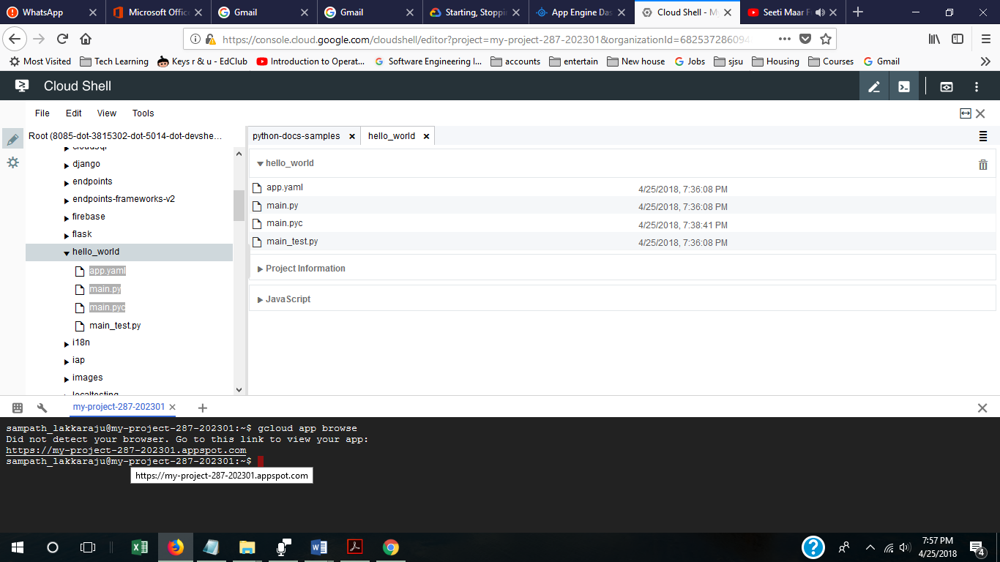 WhatsApp
Microsoft Office
Gmail
Gmail
Starting, Stoppi
App Engine Das
Cloud Shell - My
Seeti Maar F
https://console.cloud.google.com/cloudshell/editor?project=my-project-287-202301&organizationId=682537286094
Most Visited
Tech Learning
Keys r & u - EdClub
Introduction to Operat...
Software Engineering I...
accounts
entertain
New house
Jobs
sjsu
Housing
Courses
Gmail
Cloud Shell
File Edit View Tools
Root (8085-dot-3815302-dot-5014-dot-devshe...
cloudsql
django
endpoints
endpoints-frameworks-v2
firebase
flask
hello_world
app.yaml
main.py
main.pyc
main_test.py
i18n
iap
images
localtesting
python-docs-samples
hello_world
hello_world
app.yaml 4/25/2018, 7:36:08 PM
main.py 4/25/2018, 7:36:08 PM
main.pyc 4/25/2018, 7:38:41 PM
main_test.py 4/25/2018, 7:36:08 PM
Project Information
JavaScript
my-project-287-202301
sampath_lakkaraju@my-project-287-202301:~$ gcloud app browse
Did not detect your browser. Go to this link to view your app:
https://my-project-287-202301.appspot.com
sampath_lakkaraju@my-project-287-202301:~$
https://my-project-287-202301.appspot.com
7:57 PM
4/25/2018
4